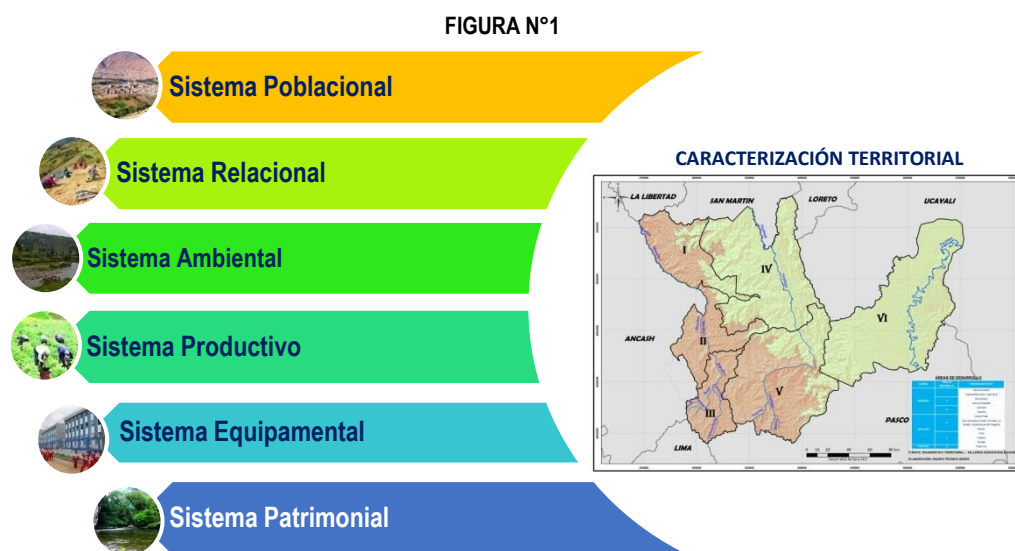 FIGURA N°1
Sistema Poblacional
Sistema Relacional
Sistema Ambiental
Sistema Productivo
Sistema Equipamental
Sistema Patrimonial
CARACTERIZACIÓN TERRITORIAL
LA LIBERTAD
SAN MARTIN
LORETO
UCAYALI
I
IV
VI
ANCASH
II
V
III
PASCO
LIMA
ÁREAS DE DESARROLLO